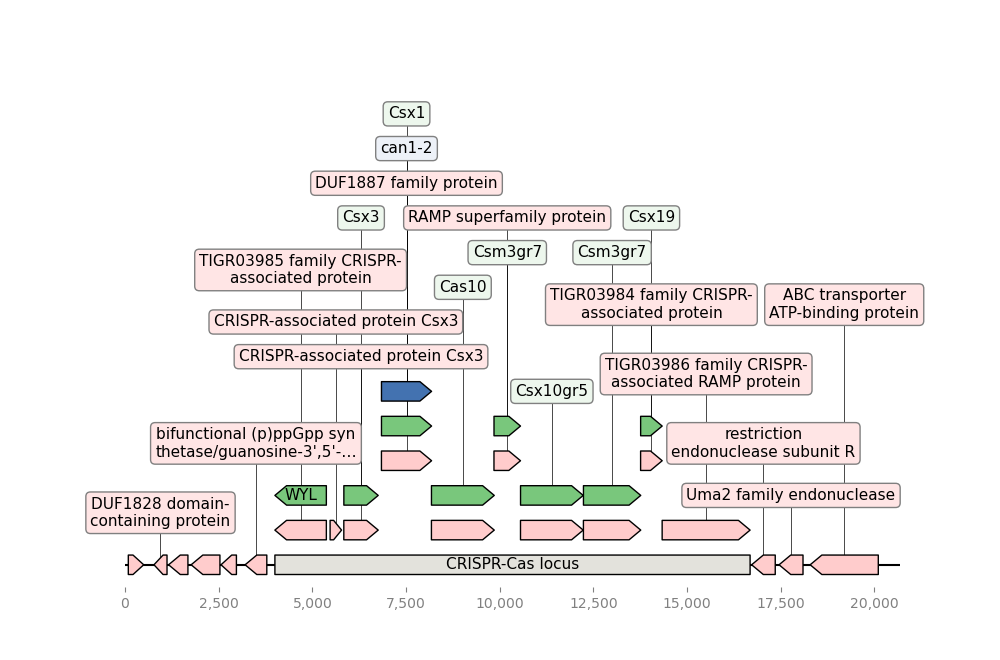 Csx1
can1-2
DUF1887 family protein
Csx3
RAMP superfamily protein
Csx19
Csm3gr7
Csm3gr7
TIGR03985 family CRISPR-
associated protein
Cas10
TIGR03984 family CRISPR-
associated protein
ABC transporter
ATP-binding protein
CRISPR-associated protein Csx3
CRISPR-associated protein Csx3
TIGR03986 family CRISPR-
associated RAMP protein
Csx10gr5
bifunctional (p)ppGpp syn
thetase/guanosine-3',5'-...
restriction
endonuclease subunit R
WYL
Uma2 family endonuclease
DUF1828 domain-
containing protein
CRISPR-Cas locus
0
2,500
5,000
7,500
10,000
12,500
15,000
17,500
20,000